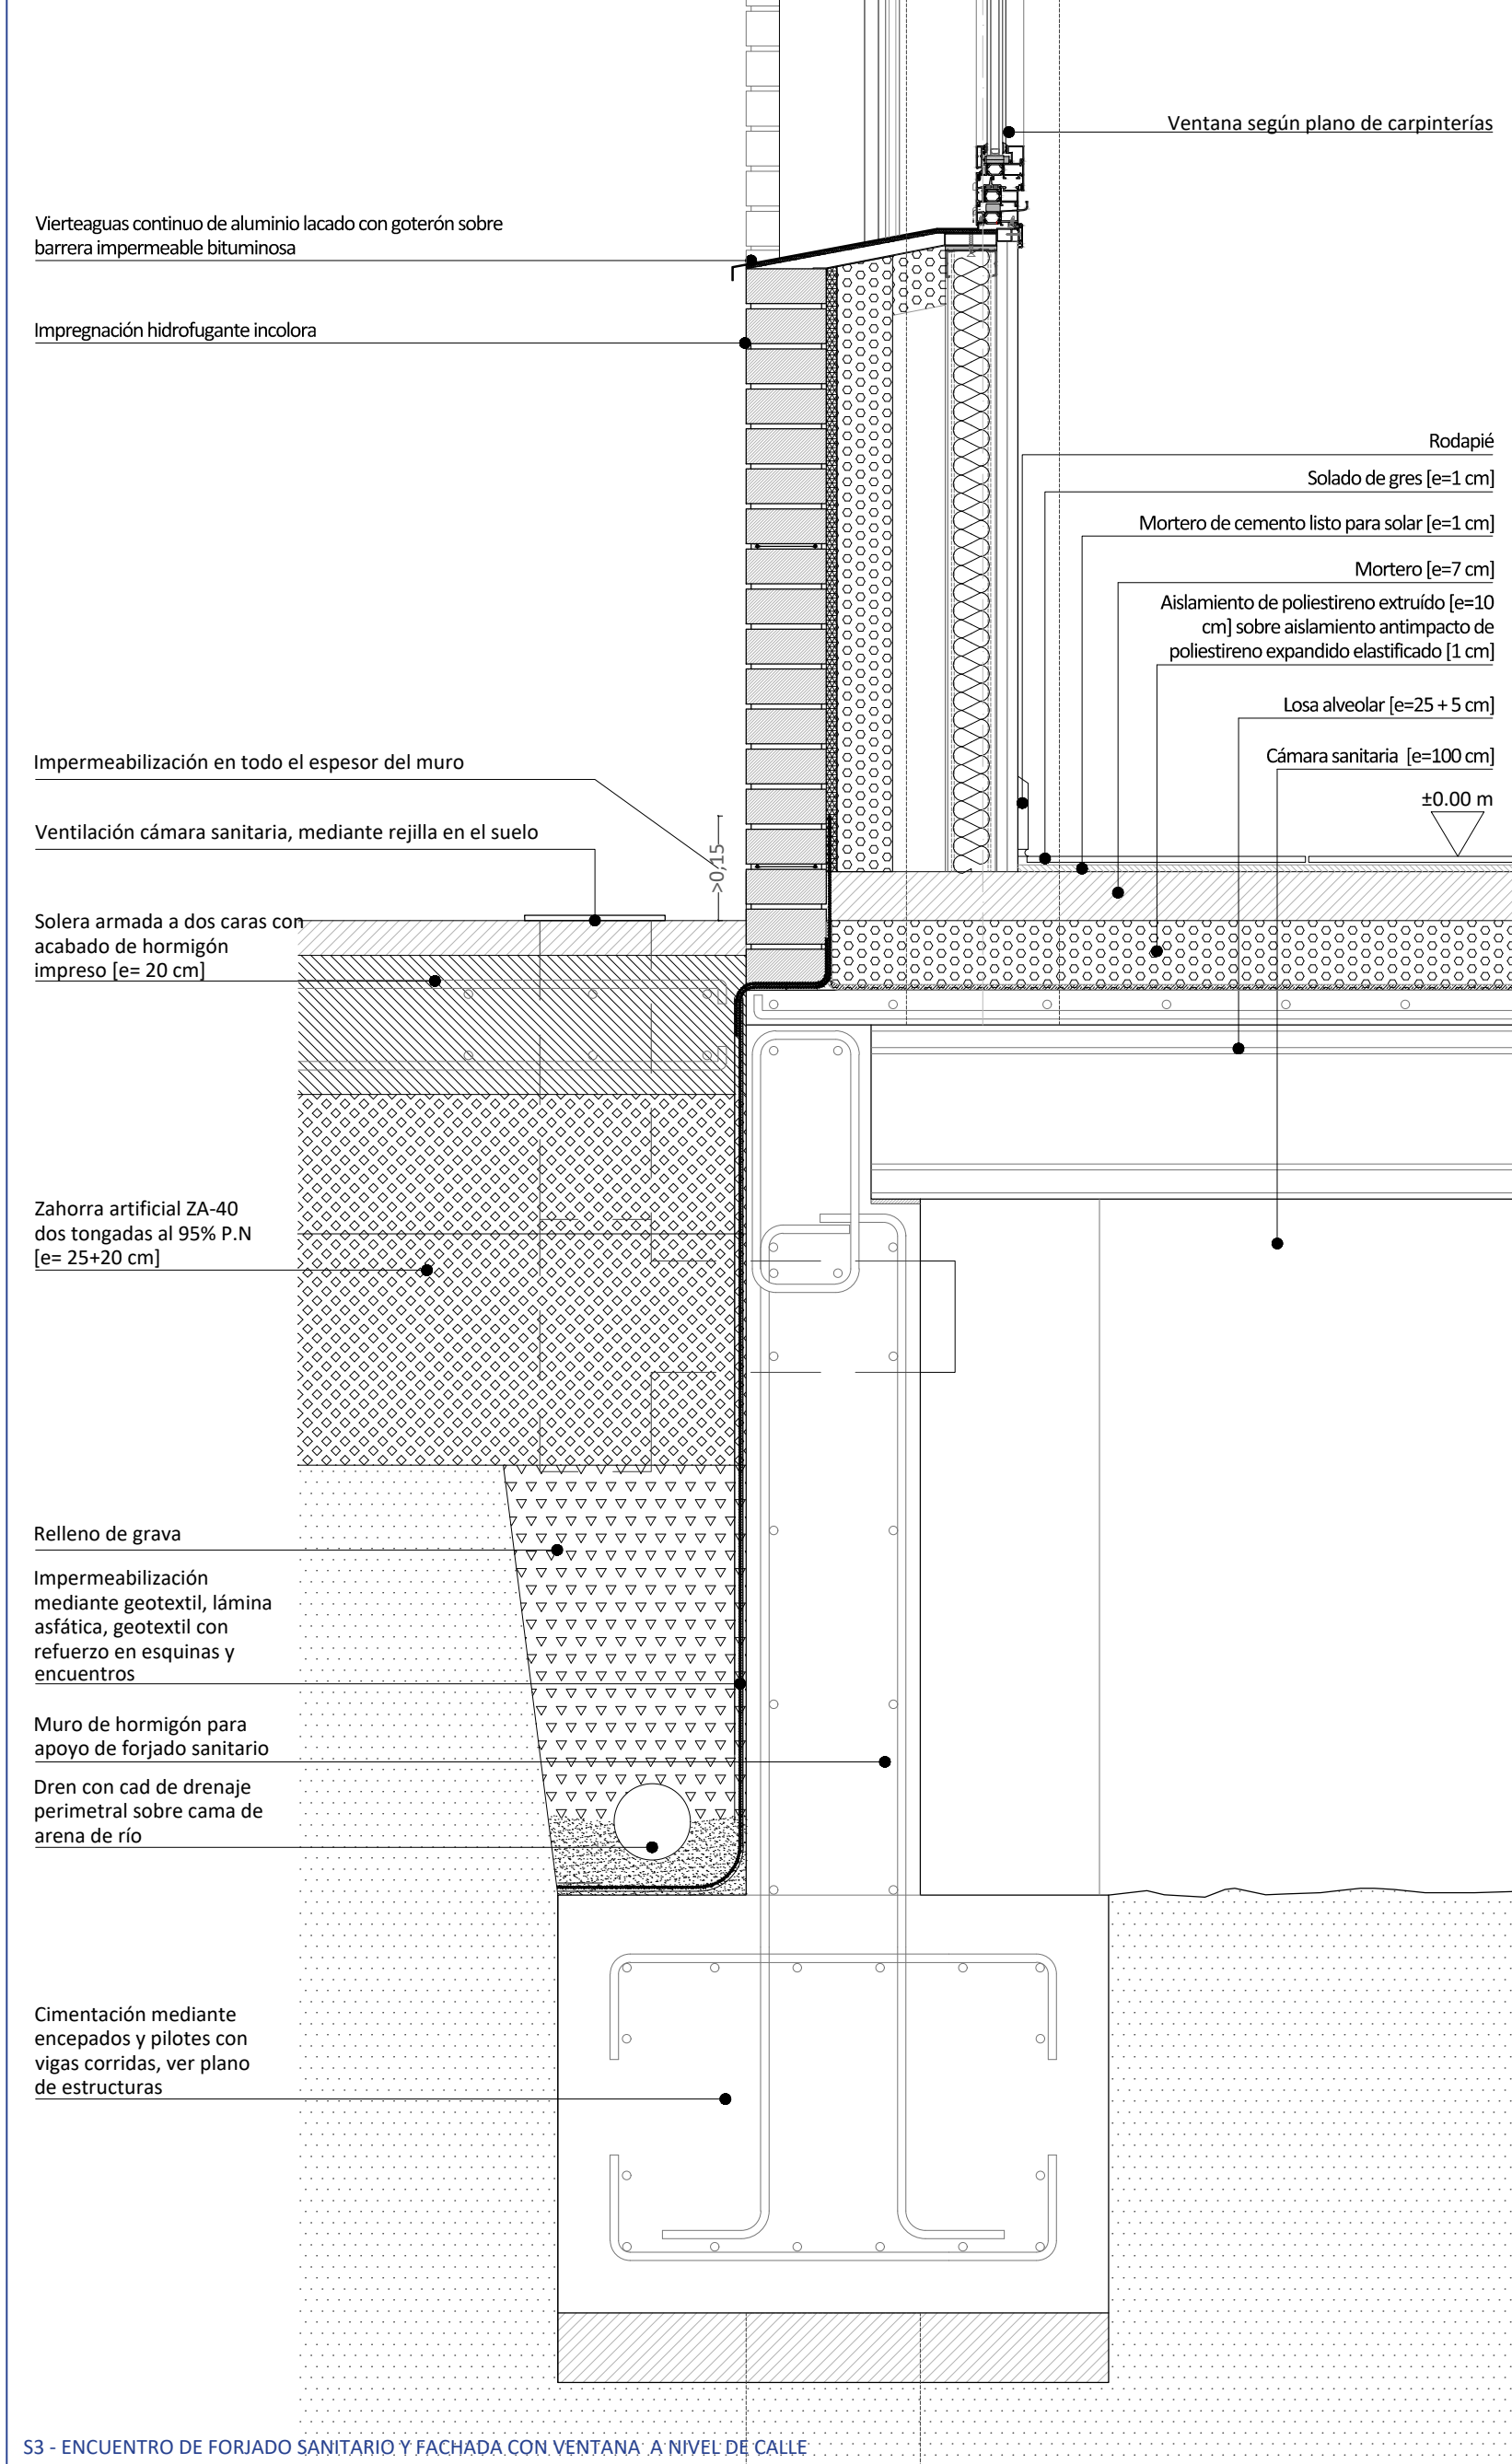 Ventana según plano de carpinterías
Vierteaguas continuo de aluminio lacado con goterón sobre
barrera impermeable bituminosa
Impregnación hidrofugante incolora
Rodapié
Solado de gres [e=1 cm]
Mortero de cemento listo para solar [e=1 cm]
Mortero [e=7 cm]
Aislamiento de poliestireno extruído [e=10
cm] sobre aislamiento antimpacto de
poliestireno expandido elastificado [1 cm]
Losa alveolar [e=25 + 5 cm]
Cámara sanitaria [e=100 cm]
±0.00 m
Impermeabilización en todo el espesor del muro
Ventilación cámara sanitaria, mediante rejilla en el suelo
>0,15
Solera armada a dos caras con
acabado de hormigón
impreso [e= 20 cm]
Zahorra artificial ZA-40
dos tongadas al 95% P.N
[e= 25+20 cm]
Relleno de grava
Impermeabilización
mediante geotextil, lámina
asfática, geotextil con
refuerzo en esquinas y
encuentros
Muro de hormigón para
apoyo de forjado sanitario
Dren con cad de drenaje
perimetral sobre cama de
arena de río
Cimentación mediante
encepados y pilotes con
vigas corridas, ver plano
de estructuras
S3 - ENCUENTRO DE FORJADO SANITARIO Y FACHADA CON VENTANA A NIVEL DE CALLE